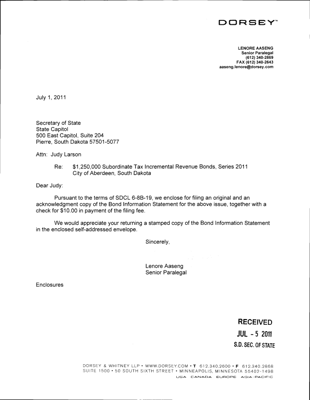 DORSEY
LENORE AASENG
Senior Paralegal
(612) 340-2669
FAX (612) 340-2643
aaseng.lenore@dorsey.com
July 1, 2011
Secretary of State
State Capitol
500 East Capitol, Suite 204
Pierre, South Dakota 57501-5077
Attn: Judy Larson
Re: $1,250,000 Subordinate Tax Incremental Revenue Bonds, Series 2011
City of Aberdeen, South Dakota
Dear Judy:
Pursuant to the terms of SDCL 6-8B-19, we enclose for filing an original and an
acknowledgment copy of the Bond Information Statement for the above issue, together with a
check for $10.00 in payment of the filing fee.
We would appreciate your returning a stamped copy of the Bond Information Statement
in the enclosed self-addressed envelope.
Sincerely,
Lenore Aaseng
Senior Paralegal
Enclosures
RECEIVED
JUL - 5 2011
S.D. SEC. OF STATE
DORSEY & WHITNEY LLP • WWW.DORSEY.COM • T 612.340.2600 • F 612.340.2868
SUITE 1500 • 50 SOUTH SIXTH STREET • MINNEAPOLIS, MINNESOTA 55402-1498
USA CANADA EUROPE ASIA-PACIFIC